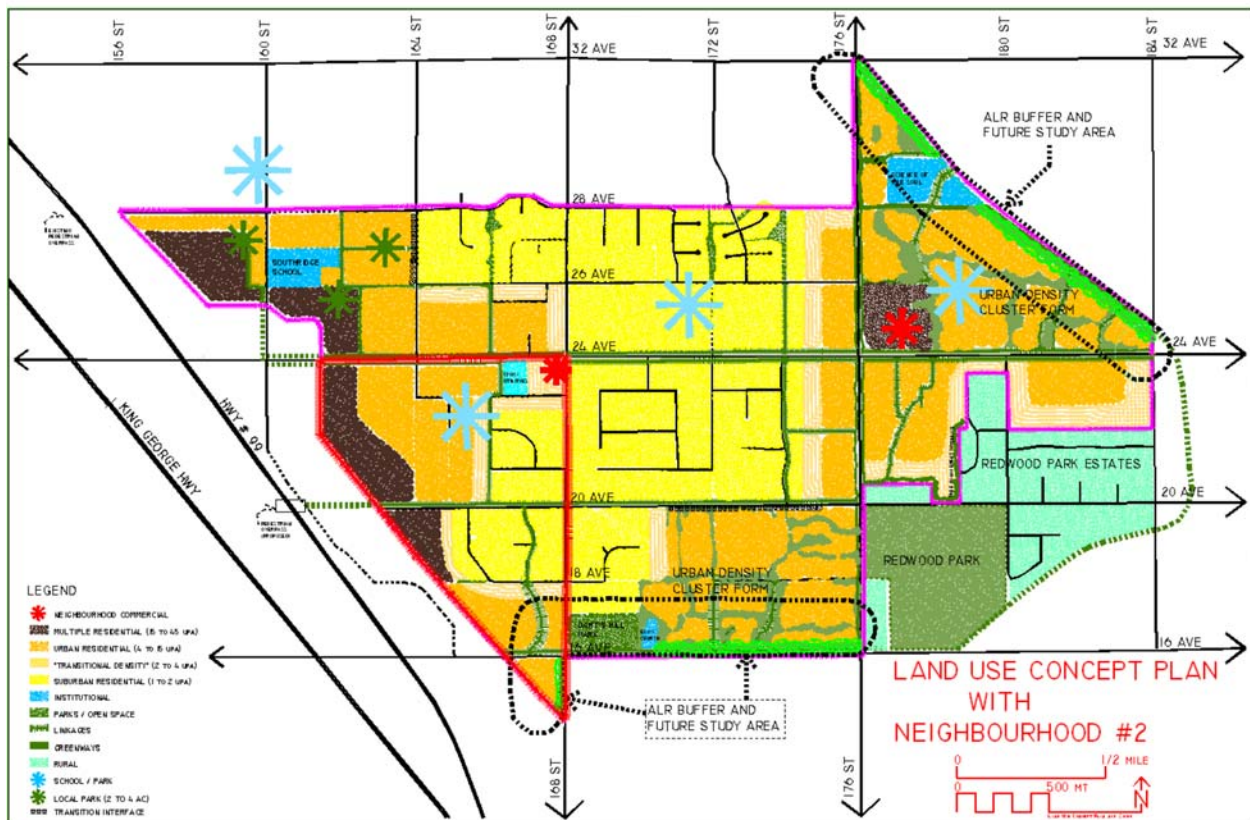 156 ST
160 ST
164 ST
168 ST
172 ST
176 ST
180 ST
184 ST
32 AVE
32 AVE
ALR BUFFER AND
FUTURE STUDY AREA
28 AVE
SOUTHRIDGE
SCHOOL
26 AVE
URBAN DENSITY
CLUSTER FORM
24 AVE
24 AVE
HWY # 99
KING GEORGE HWY
REDWOOD PARK ESTATES
20 AVE
20 AVE
REDWOOD PARK
18 AVE
URBAN DENSITY
CLUSTER FORM
PARK
16 AVE
16 AVE
ALR BUFFER AND
FUTURE STUDY AREA
168 ST
176 ST
LEGEND
NEIGHBOURHOOD COMMERCIAL
MULTIPLE RESIDENTIAL (15 TO 45 UPA)
URBAN RESIDENTIAL (4 TO 15 UPA)
"TRANSITIONAL DENSITY" (2 TO 4 UPA)
SUBURBAN RESIDENTIAL (1 TO 2 UPA)
INSTITUTIONAL
PARKS / OPEN SPACE
LINKAGES
GREENWAYS
RURAL
SCHOOL / PARK
LOCAL PARK (2 TO 4 AC)
TRANSITION INTERFACE
LAND USE CONCEPT PLAN
WITH
NEIGHBOURHOOD #2
0 1/2 MILE
0 500 MT
N